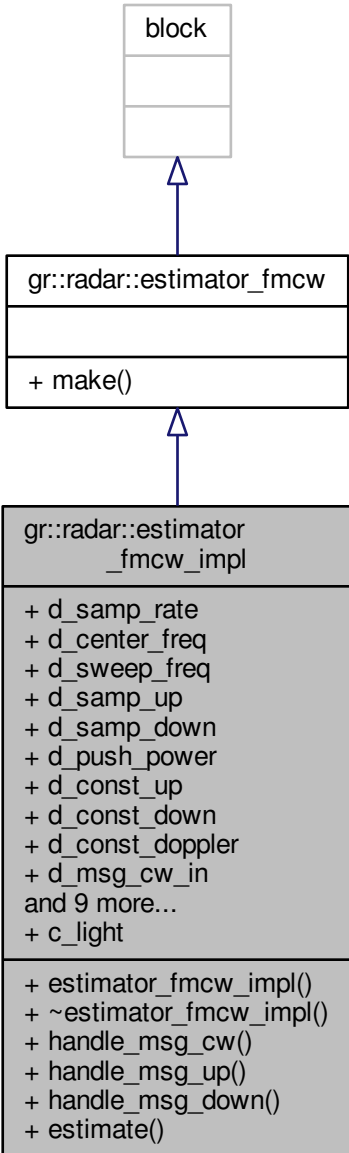 block
gr::radar::estimator_fmcw
+ make()
gr::radar::estimator
_fmcw_impl
+ d_samp_rate
+ d_center_freq
+ d_sweep_freq
+ d_samp_up
+ d_samp_down
+ d_push_power
+ d_const_up
+ d_const_down
+ d_const_doppler
+ d_msg_cw_in
and 9 more...
+ c_light
+ estimator_fmcw_impl()
+ ~estimator_fmcw_impl()
+ handle_msg_cw()
+ handle_msg_up()
+ handle_msg_down()
+ estimate()